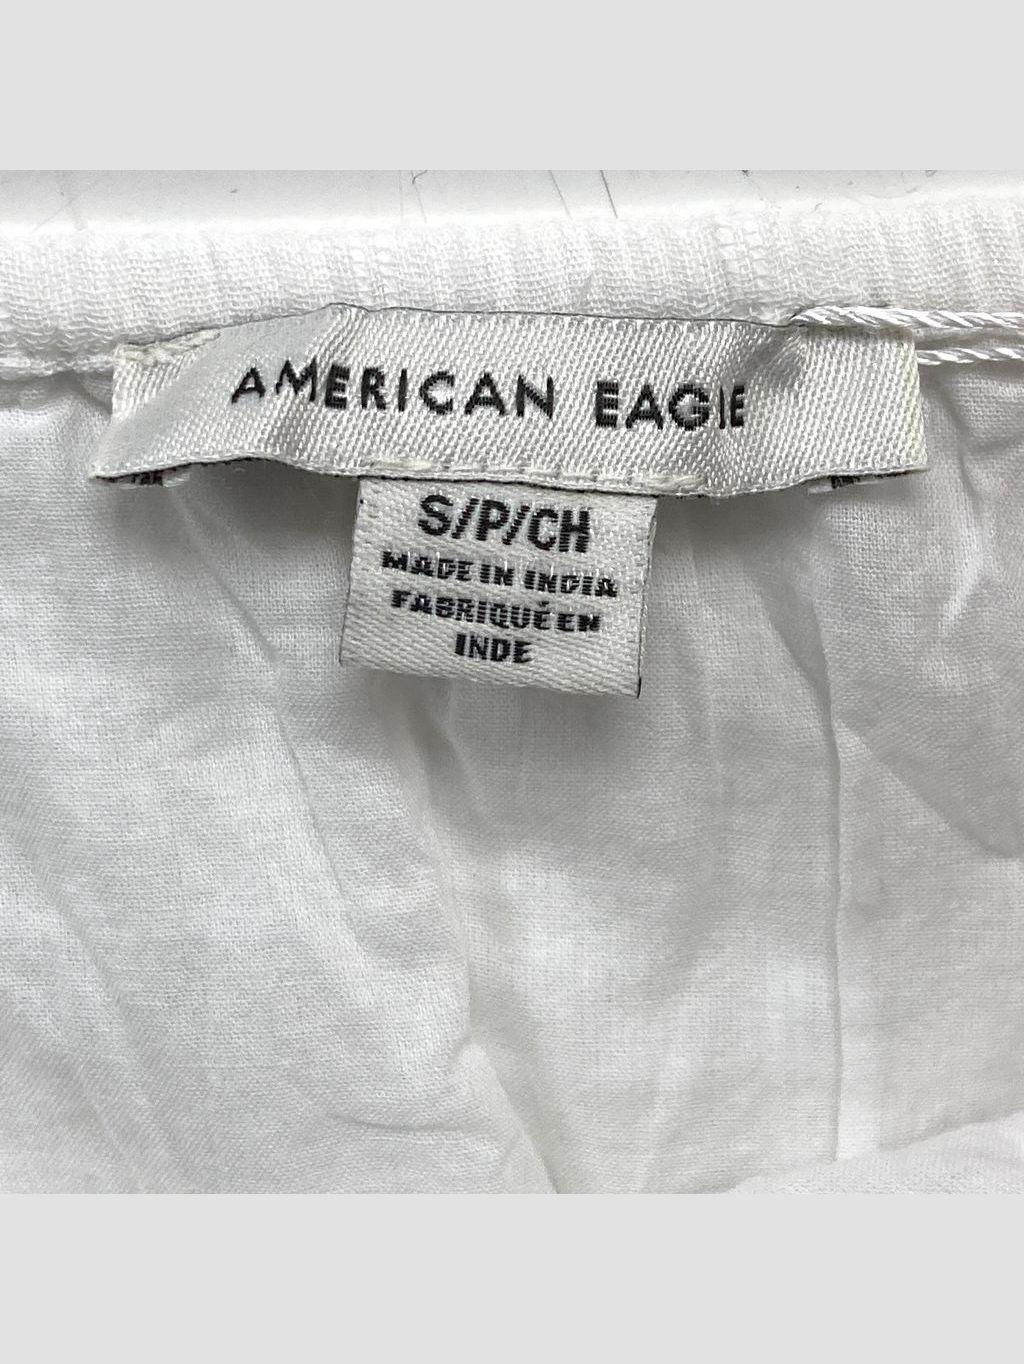 AMERICAN EAGLE
S/P/CH
MADE IN INDIA
FABRIQUÉ EN
INDE